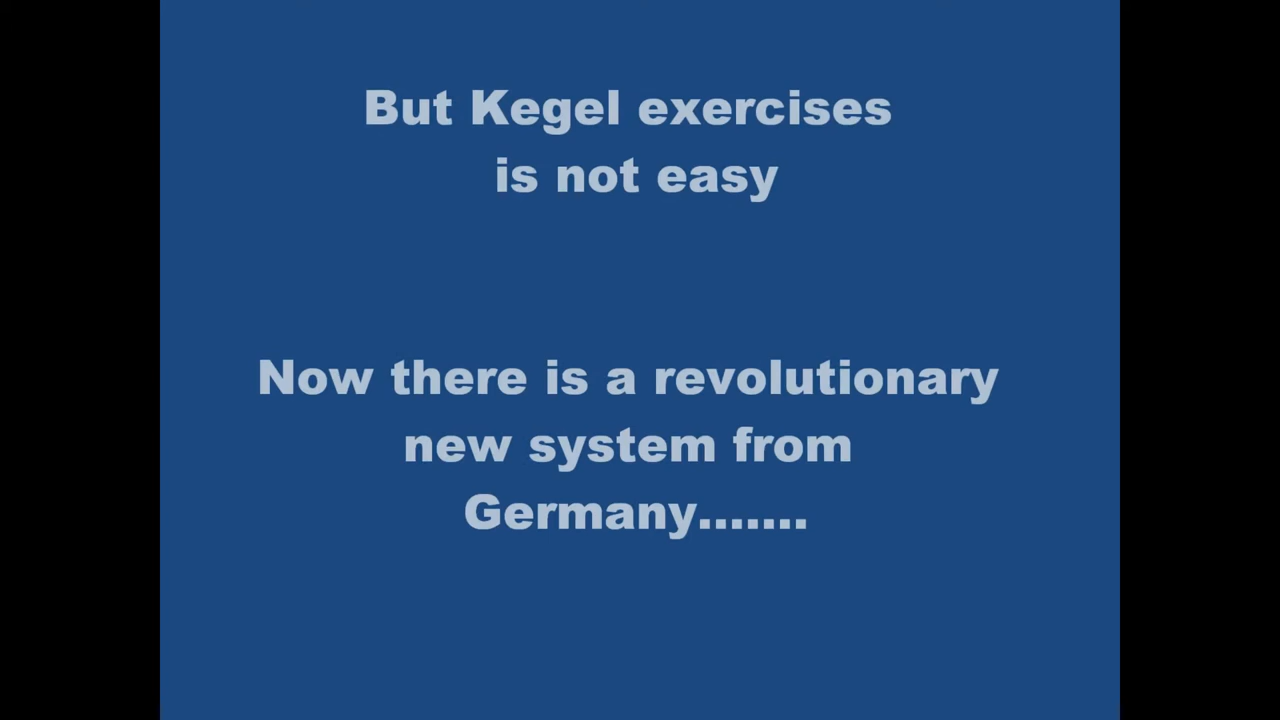 But Kegel exercises
is not easy
Now there is a revolutionary
new system from
Germany.......